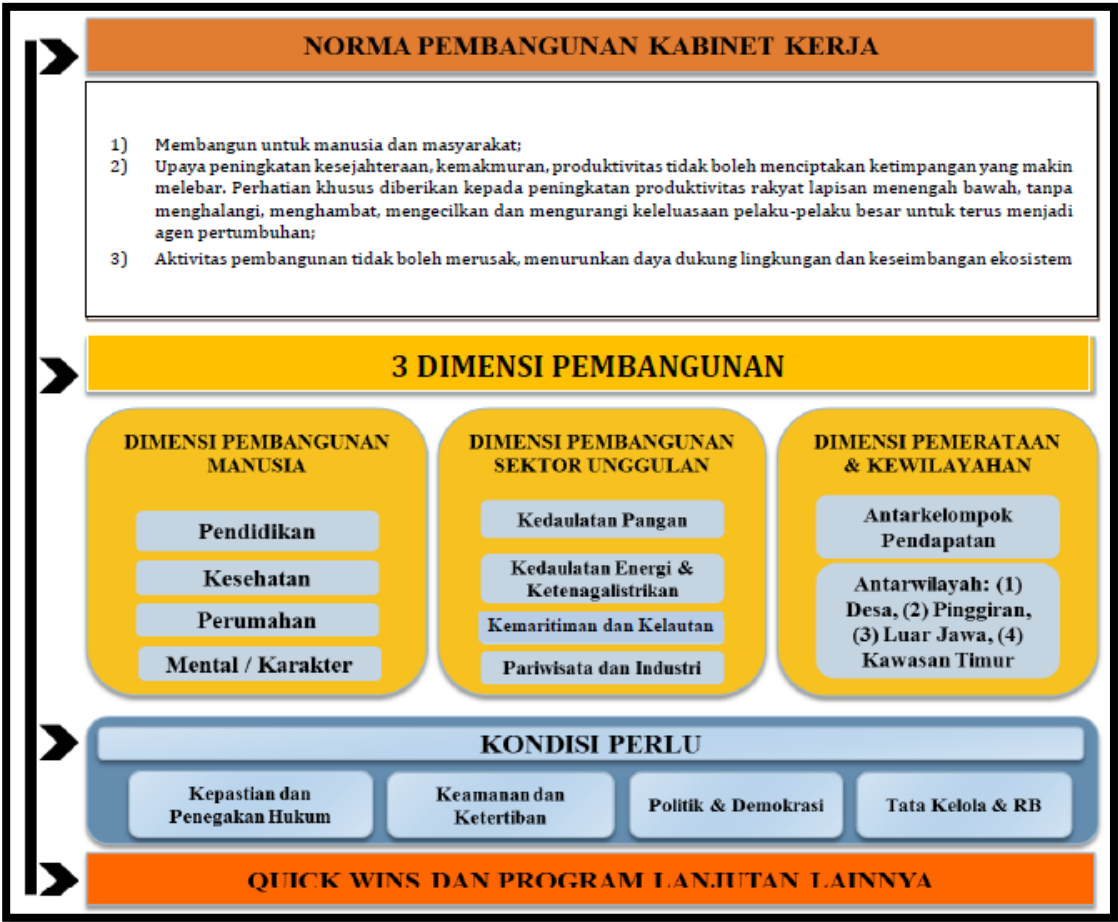 NORMA PEMBANGUNAN KABINET KERJA
1) Membangun untuk manusia dan masyarakat;
2) Upaya peningkatan kesejahteraan, kemakmuran, produktivitas tidak boleh menciptakan ketimpangan yang makin
melebar. Perhatian khusus diberikan kepada peningkatan produktivitas rakyat lapisan menengah bawah, tanpa
menghalangi, menghambat, mengecilkan dan mengurangi keleluasaan pelaku-pelaku besar untuk terus menjadi
agen pertumbuhan;
3) Aktivitas pembangunan tidak boleh merusak, menurunkan daya dukung lingkungan dan keseimbangan ekosistem
3 DIMENSI PEMBANGUNAN
DIMENSI PEMBANGUNAN
MANUSIA
Pendidikan
Kesehatan
Perumahan
Mental / Karakter
DIMENSI PEMBANGUNAN
SEKTOR UNGGULAN
Kedaulatan Pangan
Kedaulatan Energi &
Ketenagalistrikan
Kemaritiman dan Kelautan
Pariwisata dan Industri
DIMENSI PEMERATAAN
& KEWILAYAHAN
Antarkelompok
Pendapatan
Antarwilayah: (1)
Desa, (2) Pinggiran,
(3) Luar Jawa, (4)
Kawasan Timur
KONDISI PERLU
Kepastian dan
Penegakan Hukum
Keamanan dan
Ketertiban
Politik & Demokrasi
Tata Kelola & RB
QUICK WINS DAN PROGRAM LANJUTAN LAINNYA